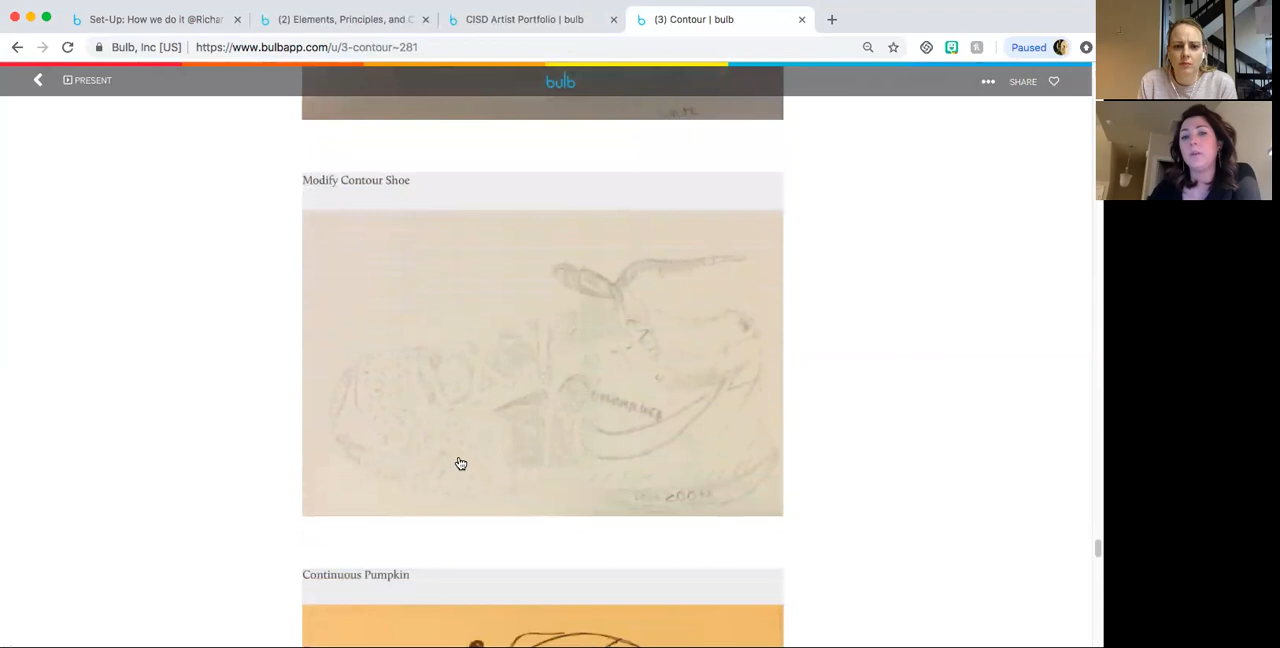 Set-Up: How we do it @Richar
(2) Elements, Principles, and C
CISD Artist Portfolio | bulb
(3) Contour | bulb
Bulb, Inc [US]
https://www.bulbapp.com/u/3-contour~281
Paused
PRESENT
bulb
SHARE
Modify Contour Shoe
Continuous Pumpkin